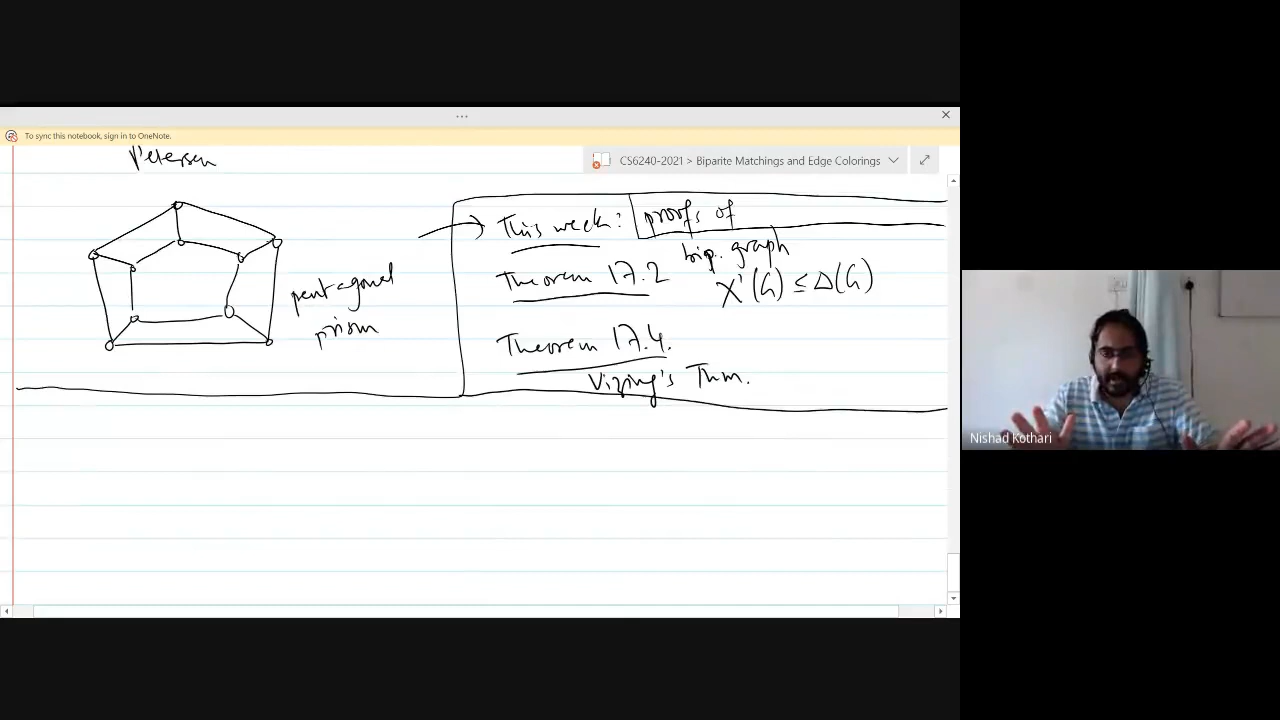 ...
To sync this notebook, sign in to OneNote.
CS6240-2021 > Biparite Matchings and Edge Colorings
Petersen
This week: proofs of
bip. graph
Theorem 17.2 χ'(G) ≤ Δ(G)
pentagonal
prism
Theorem 17.4.
Vizing's Thm.
Nishad Kothari